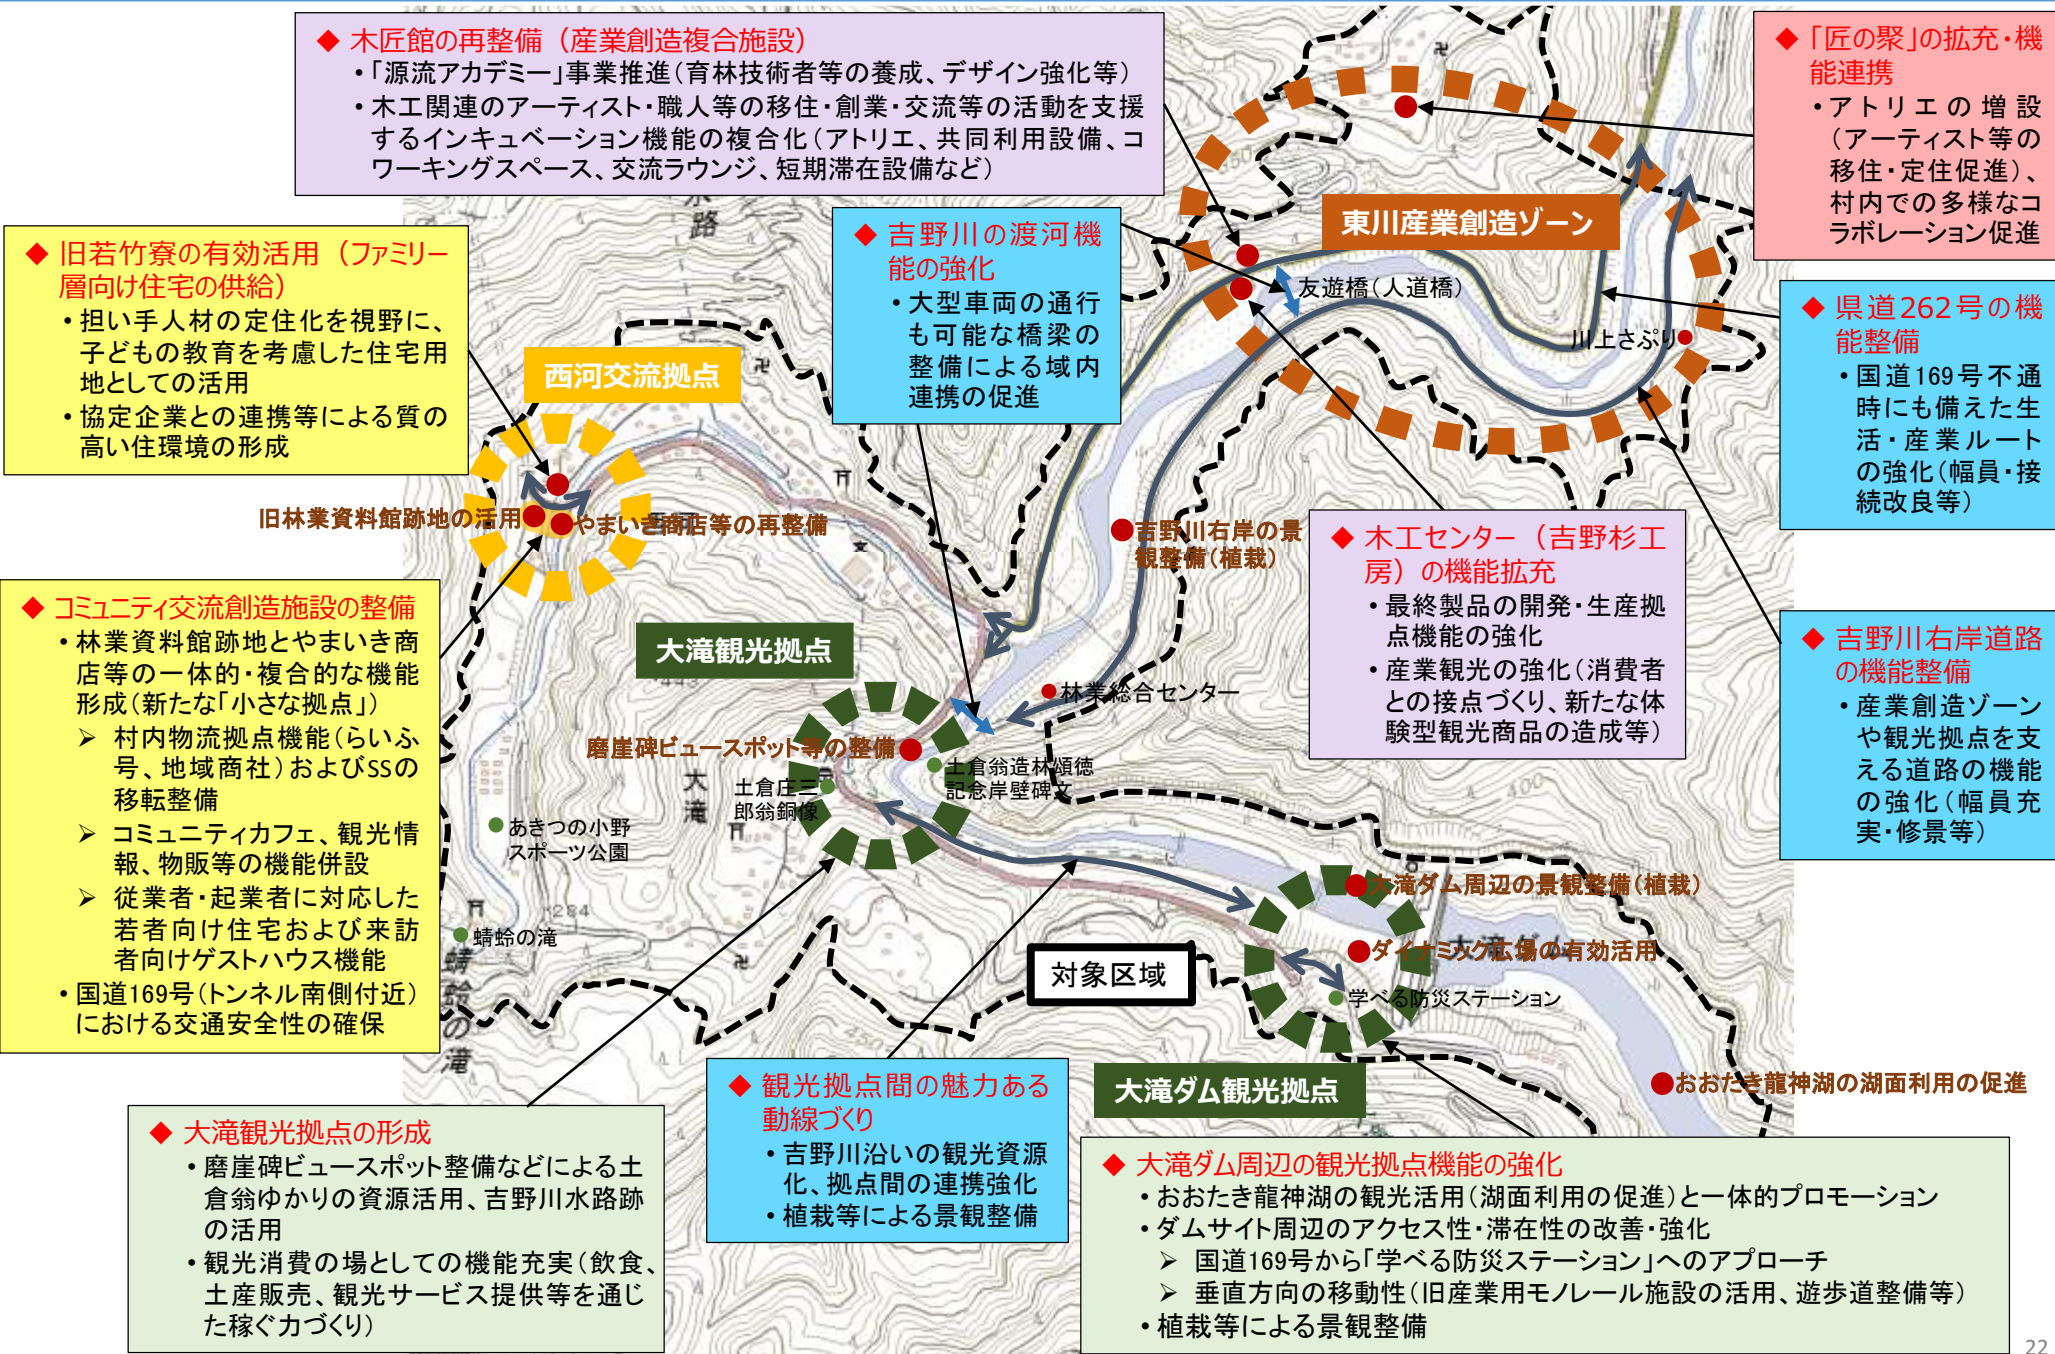 ◆ 木匠館の再整備（産業創造複合施設）
•「源流アカデミー」事業推進（育林技術者等の養成、デザイン強化等）
• 木工関連のアーティスト・職人等の移住・創業・交流等の活動を支援
するインキュベーション機能の複合化（アトリエ、共同利用設備、コ
ワーキングスペース、交流ラウンジ、短期滞在設備など）
◆「匠の聚」の拡充・機
能連携
• アトリエの増設
（アーティスト等の
移住・定住促進）、
村内での多様なコ
ラボレーション促進
◆ 旧若竹寮の有効活用（ファミリー
層向け住宅の供給）
• 担い手人材の定住化を視野に、
子どもの教育を考慮した住宅用
地としての活用
• 協定企業との連携等による質の
高い住環境の形成
◆ 吉野川の渡河機
能の強化
• 大型車両の通行
も可能な橋梁の
整備による域内
連携の促進
東川産業創造ゾーン
友遊橋（人道橋）
川上さぷり
◆ 県道262号の機
能整備
• 国道169号不通
時にも備えた生
活・産業ルート
の強化（幅員・接
続改良等）
水路
西河交流拠点
旧林業資料館跡地の活用
やまいき商店等の再整備
吉野川右岸の景
観整備（植栽）
◆ 木工センター（吉野杉工
房）の機能拡充
• 最終製品の開発・生産拠
点機能の強化
• 産業観光の強化（消費者
との接点づくり、新たな体
験型観光商品の造成等）
◆ コミュニティ交流創造施設の整備
• 林業資料館跡地とやまいき商
店等の一体的・複合的な機能
形成（新たな「小さな拠点」）
➢ 村内物流拠点機能（らいふ
号、地域商社）およびSSの
移転整備
➢ コミュニティカフェ、観光情
報、物販等の機能併設
➢ 従業者・起業者に対応した
若者向け住宅および来訪
者向けゲストハウス機能
• 国道169号（トンネル南側付近）
における交通安全性の確保
大滝観光拠点
林業総合センター
◆ 吉野川右岸道路
の機能整備
• 産業創造ゾーン
や観光拠点を支
える道路の機能
の強化（幅員充
実・修景等）
磨崖碑ビュースポット等の整備
土倉翁造林頌徳
記念岸壁碑文
土倉庄三
郎翁銅像
大滝
あきつの小野
スポーツ公園
・284
蜻蛉の滝
蜻蛉の滝
大滝ダム周辺の景観整備（植栽）
ダイナミック広場の有効活用
大滝ダム
学べる防災ステーション
対象区域
大滝ダム観光拠点
おおたき龍神湖の湖面利用の促進
◆ 大滝観光拠点の形成
• 磨崖碑ビュースポット整備などによる土
倉翁ゆかりの資源活用、吉野川水路跡
の活用
• 観光消費の場としての機能充実（飲食、
土産販売、観光サービス提供等を通じ
た稼ぐ力づくり）
◆ 観光拠点間の魅力ある
動線づくり
• 吉野川沿いの観光資源
化、拠点間の連携強化
• 植栽等による景観整備
◆ 大滝ダム周辺の観光拠点機能の強化
• おおたき龍神湖の観光活用（湖面利用の促進）と一体的プロモーション
• ダムサイト周辺のアクセス性・滞在性の改善・強化
➢ 国道169号から「学べる防災ステーション」へのアプローチ
➢ 垂直方向の移動性（旧産業用モノレール施設の活用、遊歩道整備等）
• 植栽等による景観整備
22